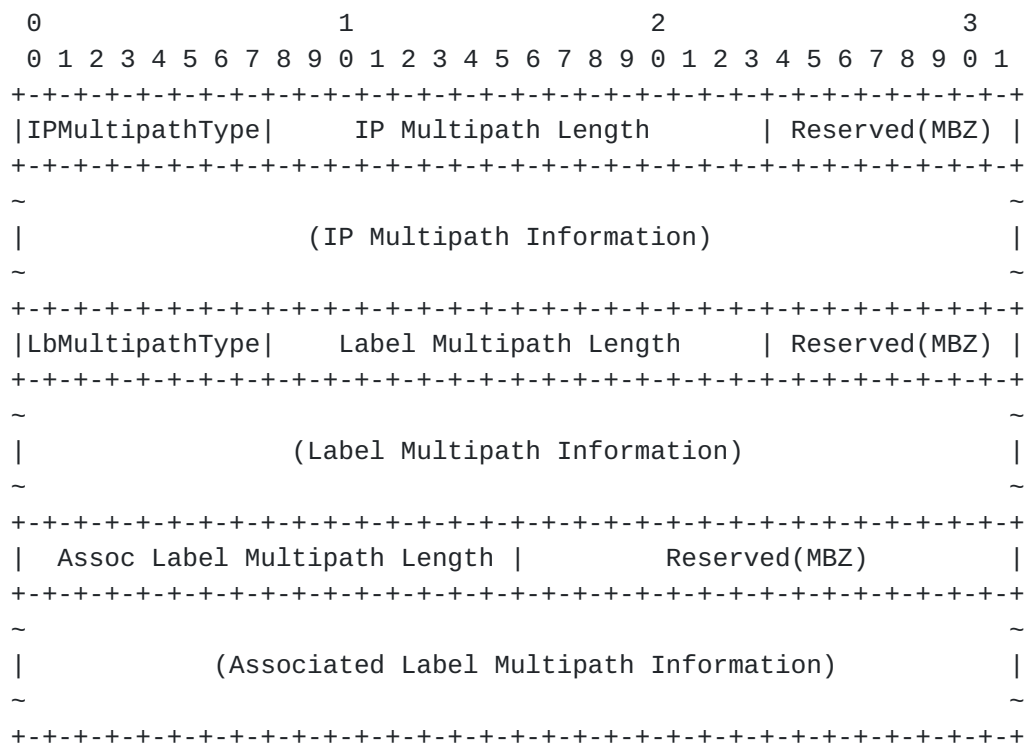 0                   1                   2                   3
 0 1 2 3 4 5 6 7 8 9 0 1 2 3 4 5 6 7 8 9 0 1 2 3 4 5 6 7 8 9 0 1
+-+-+-+-+-+-+-+-+-+-+-+-+-+-+-+-+-+-+-+-+-+-+-+-+-+-+-+-+-+-+-+-+
|IPMultipathType|     IP Multipath Length       | Reserved(MBZ) |
+-+-+-+-+-+-+-+-+-+-+-+-+-+-+-+-+-+-+-+-+-+-+-+-+-+-+-+-+-+-+-+-+
~                                                               ~
|                  (IP Multipath Information)                   |
~                                                               ~
+-+-+-+-+-+-+-+-+-+-+-+-+-+-+-+-+-+-+-+-+-+-+-+-+-+-+-+-+-+-+-+-+
|LbMultipathType|    Label Multipath Length     | Reserved(MBZ) |
+-+-+-+-+-+-+-+-+-+-+-+-+-+-+-+-+-+-+-+-+-+-+-+-+-+-+-+-+-+-+-+-+
~                                                               ~
|                 (Label Multipath Information)                 |
~                                                               ~
+-+-+-+-+-+-+-+-+-+-+-+-+-+-+-+-+-+-+-+-+-+-+-+-+-+-+-+-+-+-+-+-+
|  Assoc Label Multipath Length |         Reserved(MBZ)         |
+-+-+-+-+-+-+-+-+-+-+-+-+-+-+-+-+-+-+-+-+-+-+-+-+-+-+-+-+-+-+-+-+
~                                                               ~
|            (Associated Label Multipath Information)           |
~                                                               ~
+-+-+-+-+-+-+-+-+-+-+-+-+-+-+-+-+-+-+-+-+-+-+-+-+-+-+-+-+-+-+-+-+